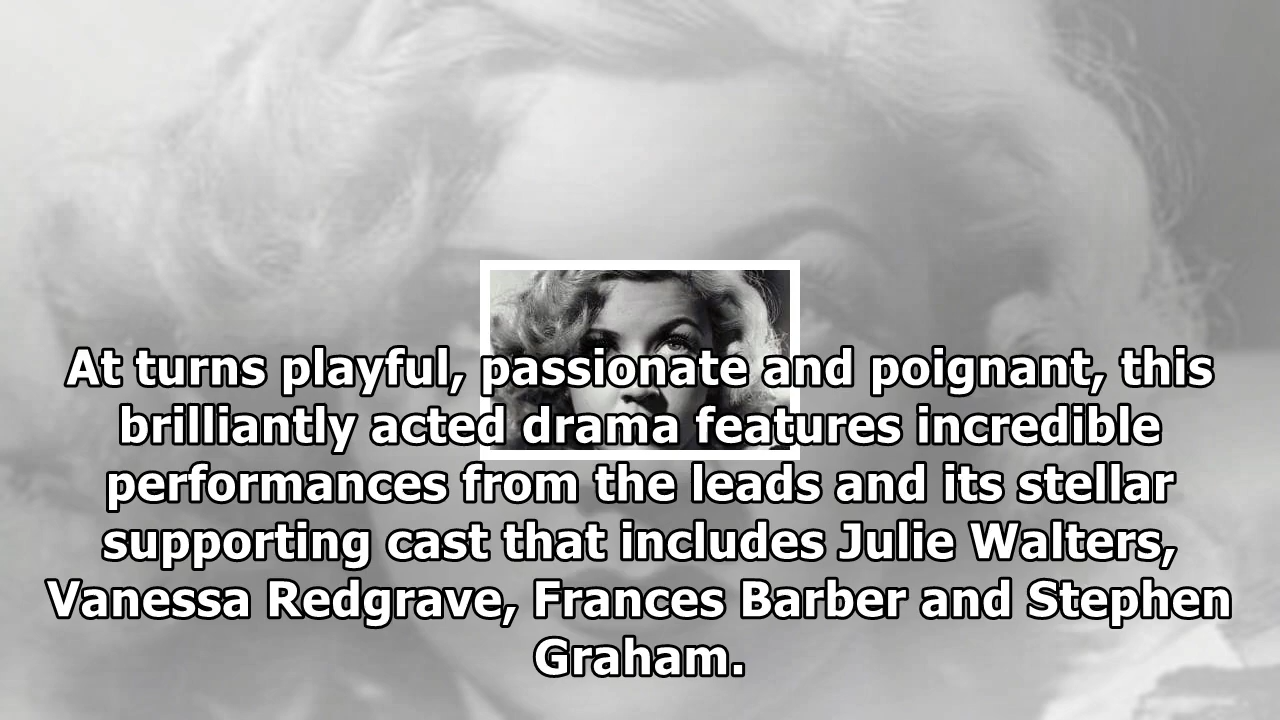 At turns playful, passionate and poignant, this
brilliantly acted drama features incredible
performances from the leads and its stellar
supporting cast that includes Julie Walters,
Vanessa Redgrave, Frances Barber and Stephen
Graham.